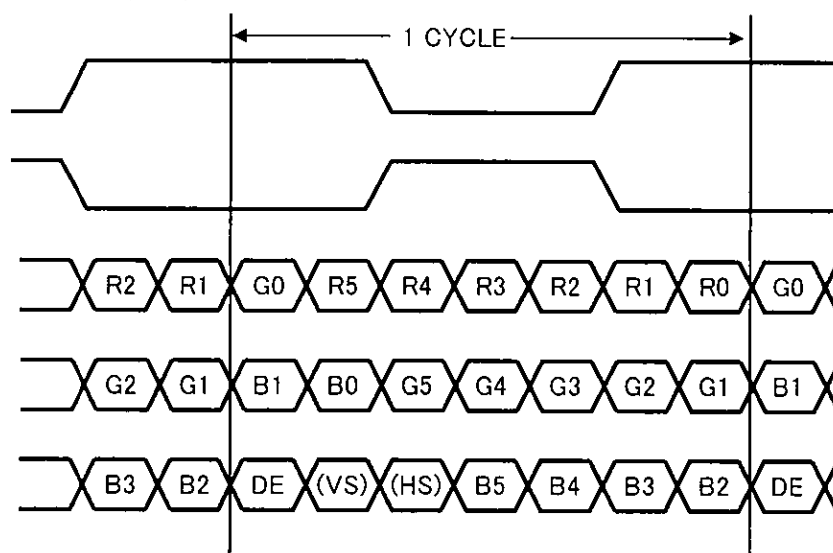 1 CYCLE
R2 R1 G0 R5 R4 R3 R2 R1 R0 G0
G2 G1 B1 B0 G5 G4 G3 G2 G1 B1
B3 B2 DE (VS) (HS) B5 B4 B3 B2 DE